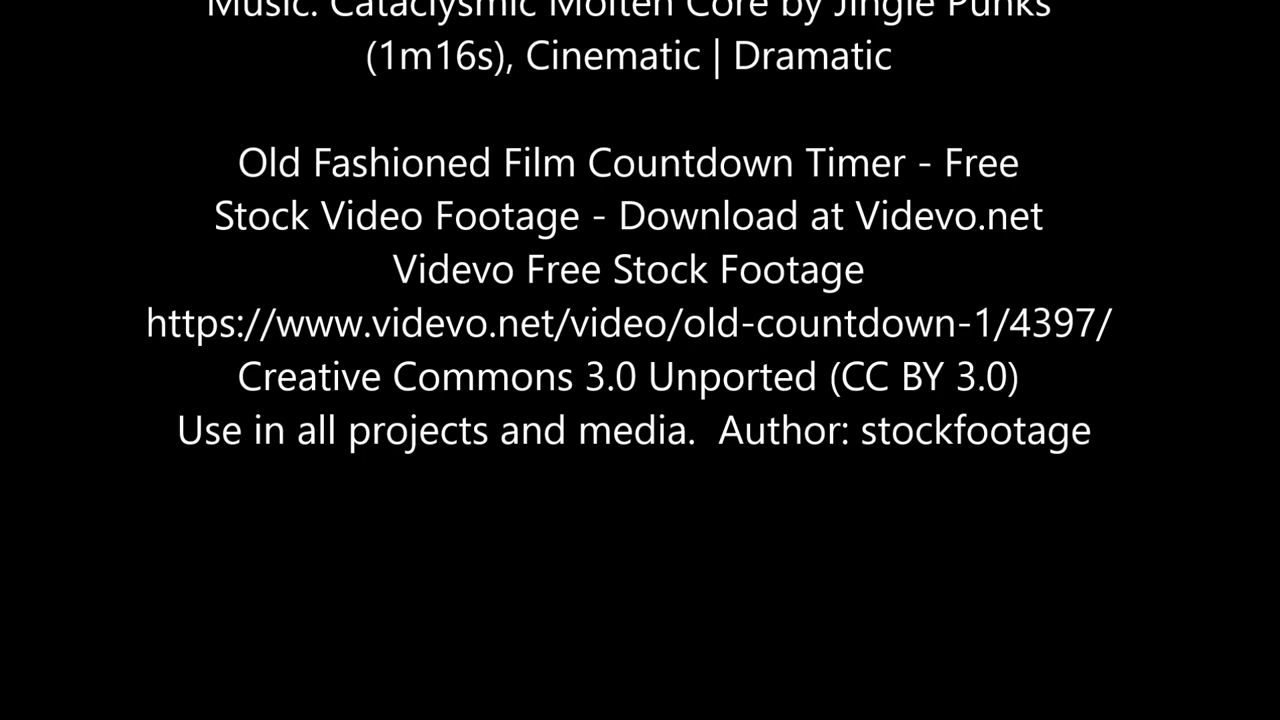 Music: Cataclysmic Molten Core by Jingle Punks
(1m16s), Cinematic | Dramatic
Old Fashioned Film Countdown Timer - Free
Stock Video Footage - Download at Videvo.net
Videvo Free Stock Footage
https://www.videvo.net/video/old-countdown-1/4397/
Creative Commons 3.0 Unported (CC BY 3.0)
Use in all projects and media.  Author: stockfootage